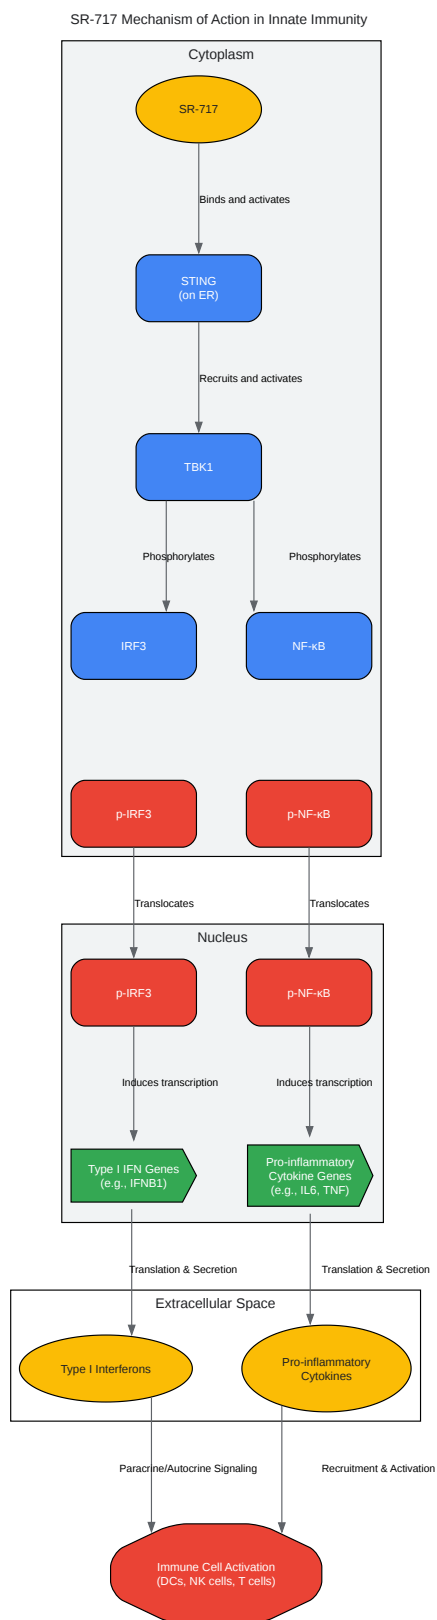 SR-717 Mechanism of Action in Innate Immunity
Cytoplasm
SR-717
Binds and activates
STING
(on ER)
Recruits and activates
TBK1
Phosphorylates
Phosphorylates
IRF3
NF-κB
p-IRF3
p-NF-κB
Translocates
Translocates
Nucleus
p-IRF3
p-NF-κB
Induces transcription
Induces transcription
Type I IFN Genes
(e.g., IFNB1)
Pro-inflammatory
Cytokine Genes
(e.g., IL6, TNF)
Translation & Secretion
Translation & Secretion
Extracellular Space
Type I Interferons
Pro-inflammatory
Cytokines
Paracrine/Autocrine Signaling
Recruitment & Activation
Immune Cell Activation
(DCs, NK cells, T cells)